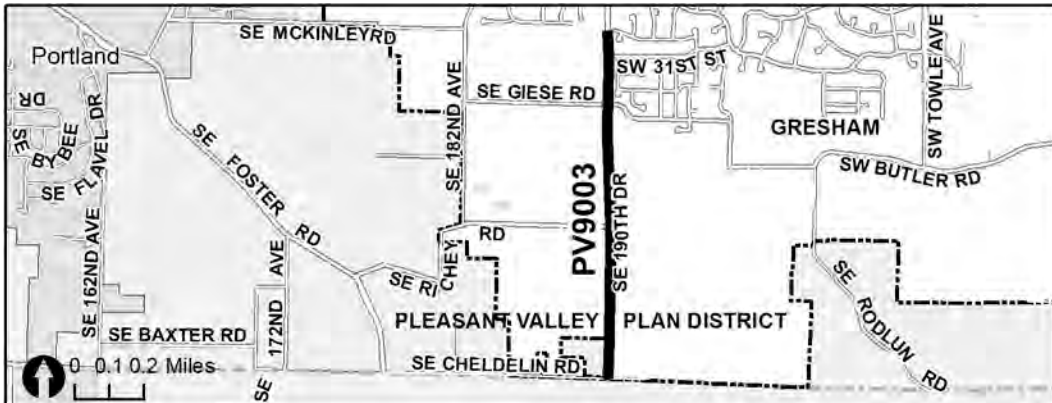 SE MCKINLEY RD
Portland
SW 31ST ST
SW TOWLE AVE
SE GIESE RD
SE BYBEE DR
SE FLAVEL DR
SE 182ND AVE
GRESHAM
SE FOSTER RD
SW BUTLER RD
SE 162ND AVE
PV9003
SE 190TH DR
SE RICHEY RD
SE 172ND AVE
SE RODLUN RD
PLEASANT VALLEY PLAN DISTRICT
SE BAXTER RD
SE CHELDELIN RD
0 0.1 0.2 Miles